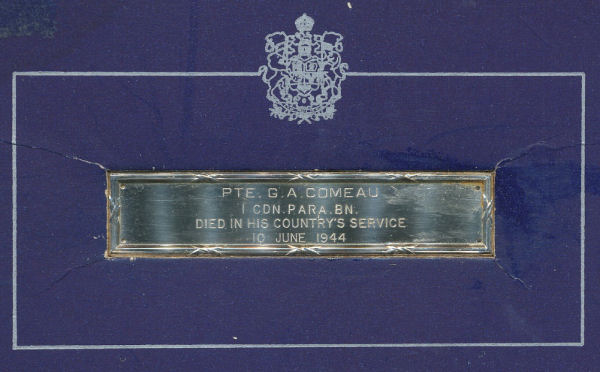 PTE. G.A. COMEAU
1 CDN. PARA. BN.
DIED IN HIS COUNTRY'S SERVICE
10 JUNE 1944